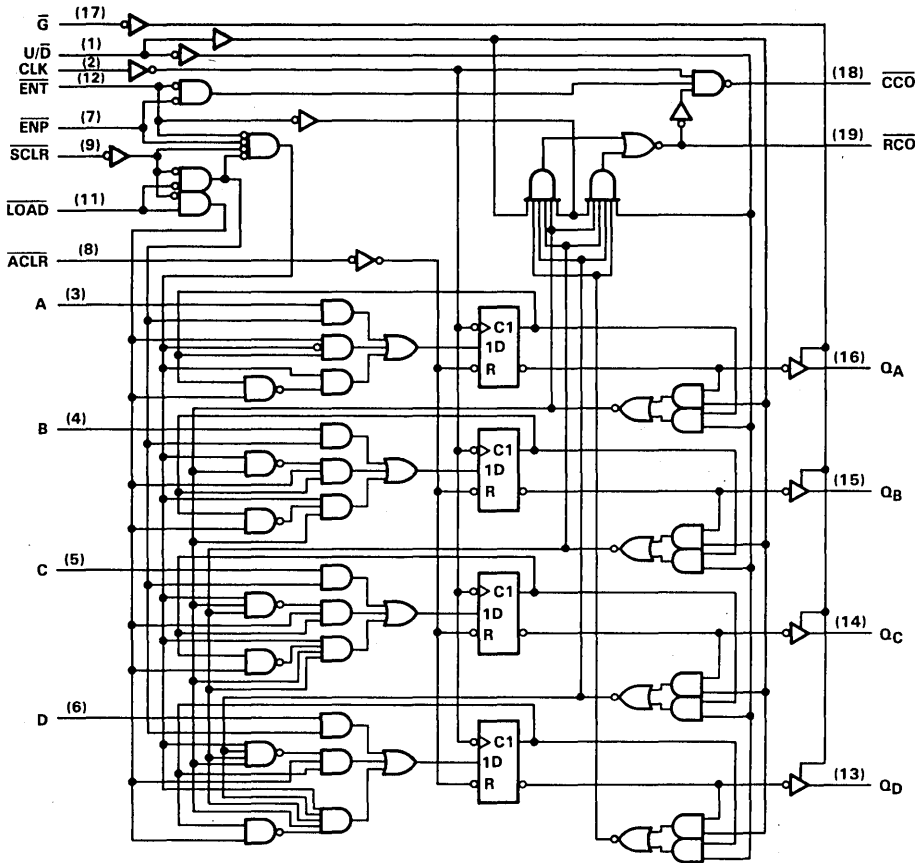 G̅ (17)
U/D̅ (1)
CLK (2)
E̅N̅T̅ (12)
(18) C̅C̅O̅
E̅N̅P̅ (7)
(19) R̅C̅O̅
S̅C̅L̅R̅ (9)
L̅O̅A̅D̅ (11)
A̅C̅L̅R̅ (8)
A (3)
C1
1D
R
(16) QA
B (4)
C1
1D
R
(15) QB
C (5)
C1
1D
R
(14) QC
D (6)
C1
1D
R
(13) QD